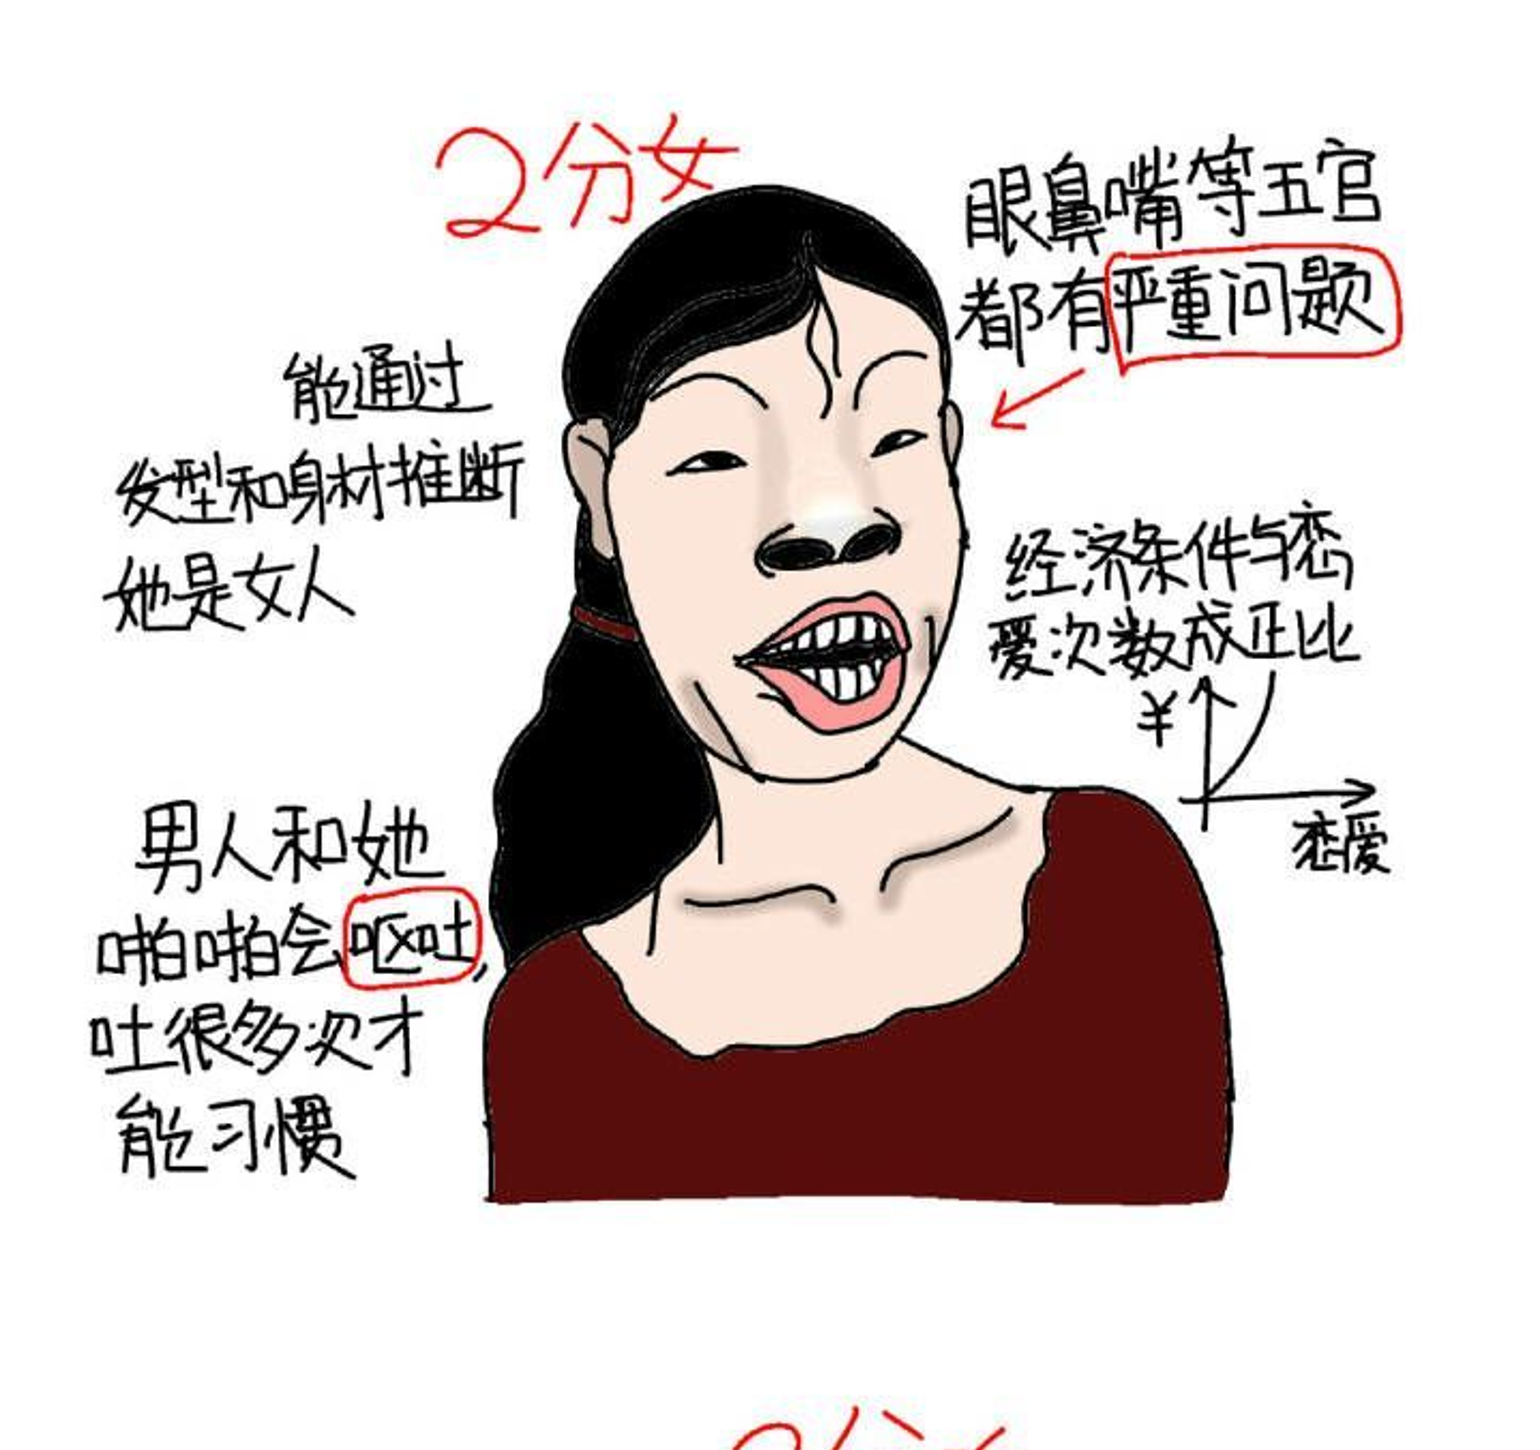 2分女
眼鼻嘴等五官
都有严重问题
能通过
发型和身材推断
她是女人
经济条件与恋
爱次数成正比
¥
恋爱
男人和她
啪啪会呕吐,
吐很多次才
能习惯